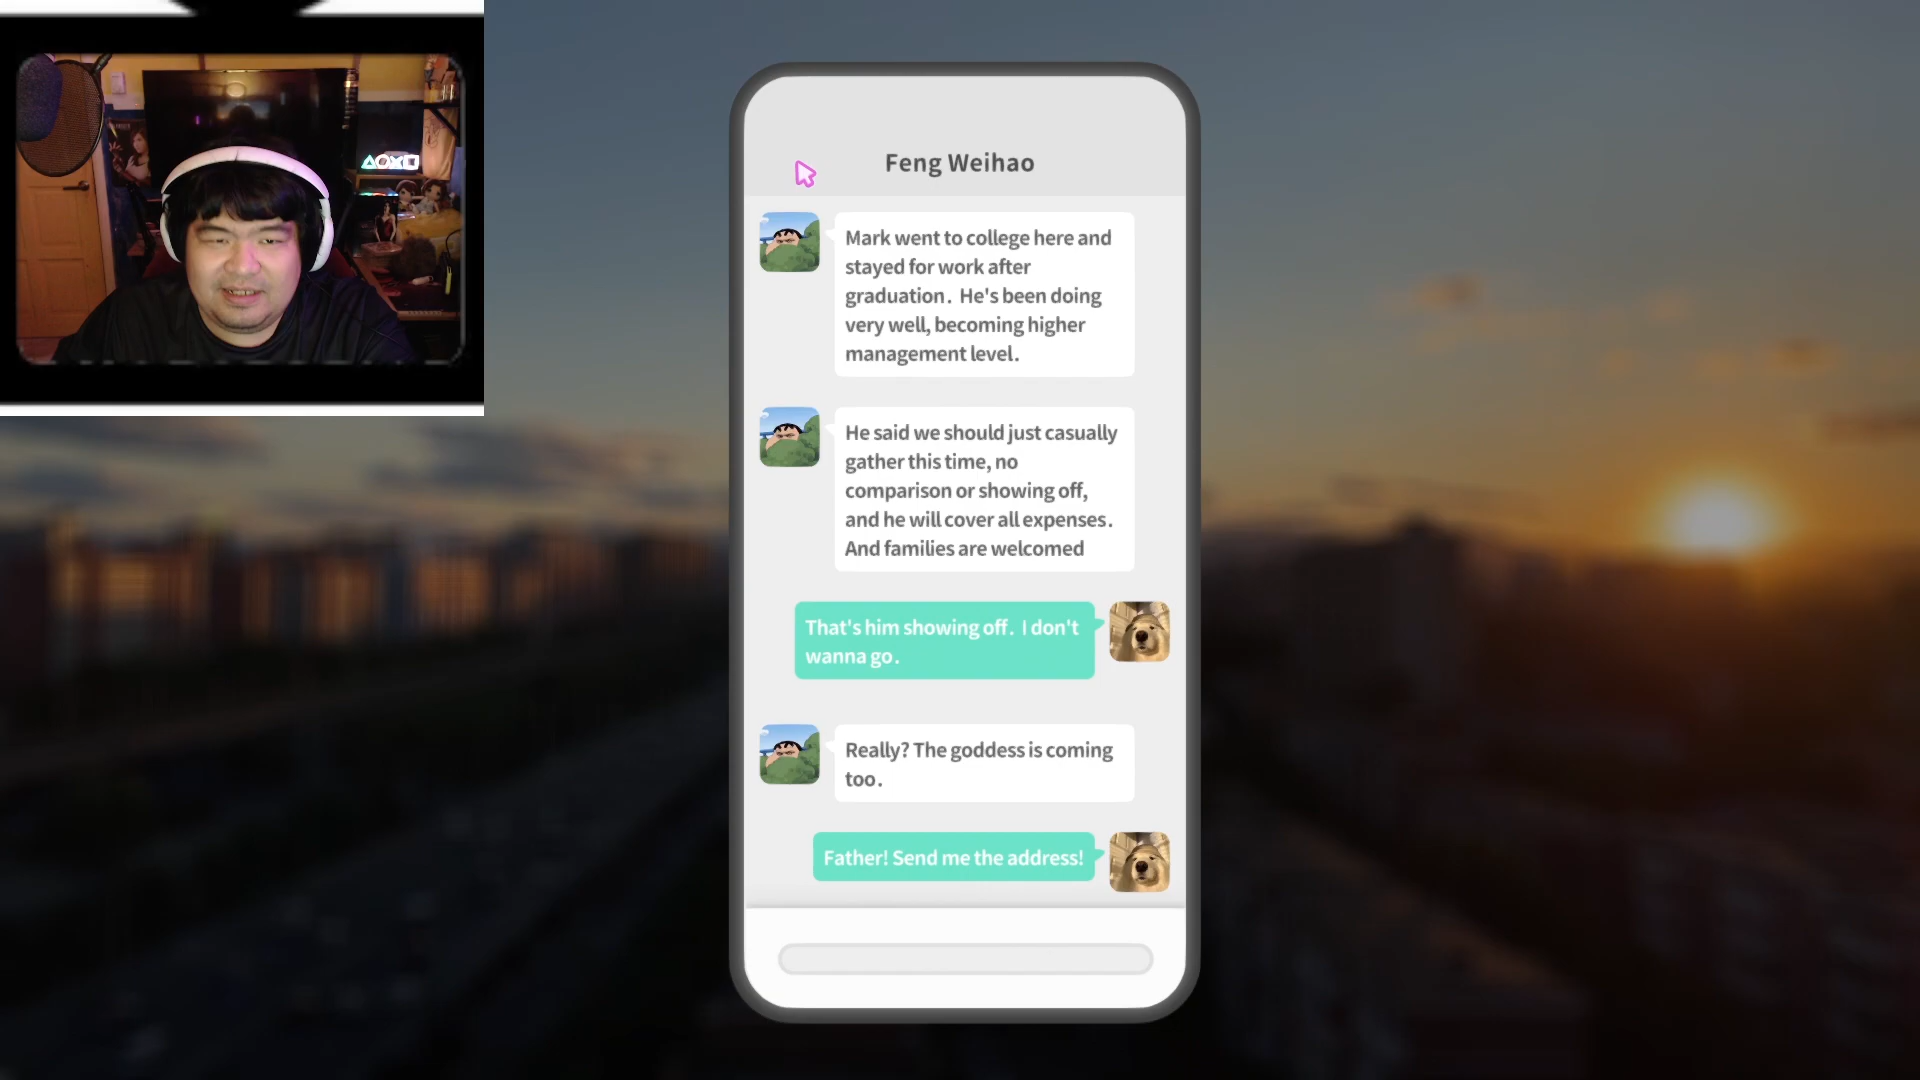 Feng Weihao
Mark went to college here and
stayed for work after
graduation. He's been doing
very well, becoming higher
management level.
He said we should just casually
gather this time, no
comparison or showing off,
and he will cover all expenses.
And families are welcomed
That's him showing off. I don't
wanna go.
Really? The goddess is coming
too.
Father! Send me the address!